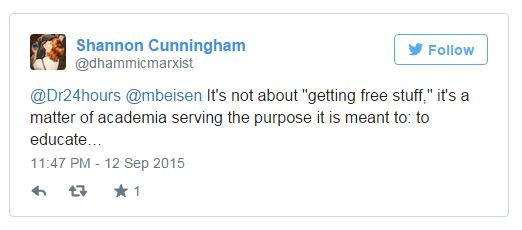 Shannon Cunningham
@dhammicmarxist
Follow
@Dr24hours @mbeisen It's not about "getting free stuff," it's a
matter of academia serving the purpose it is meant to: to
educate…
11:47 PM - 12 Sep 2015
1